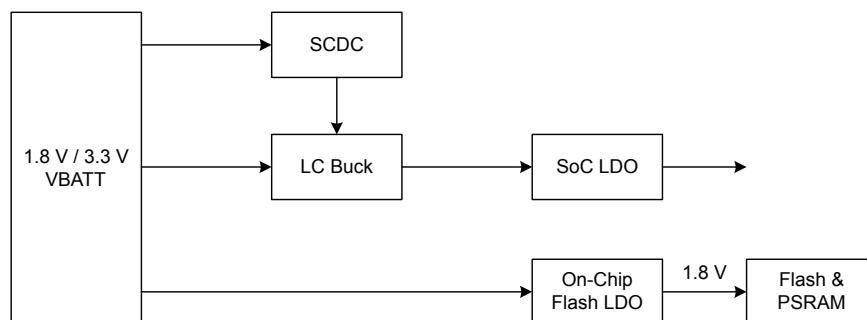 SCDC
1.8 V / 3.3 V
VBATT
LC Buck
SoC LDO
On-Chip
Flash LDO
1.8 V
Flash &
PSRAM